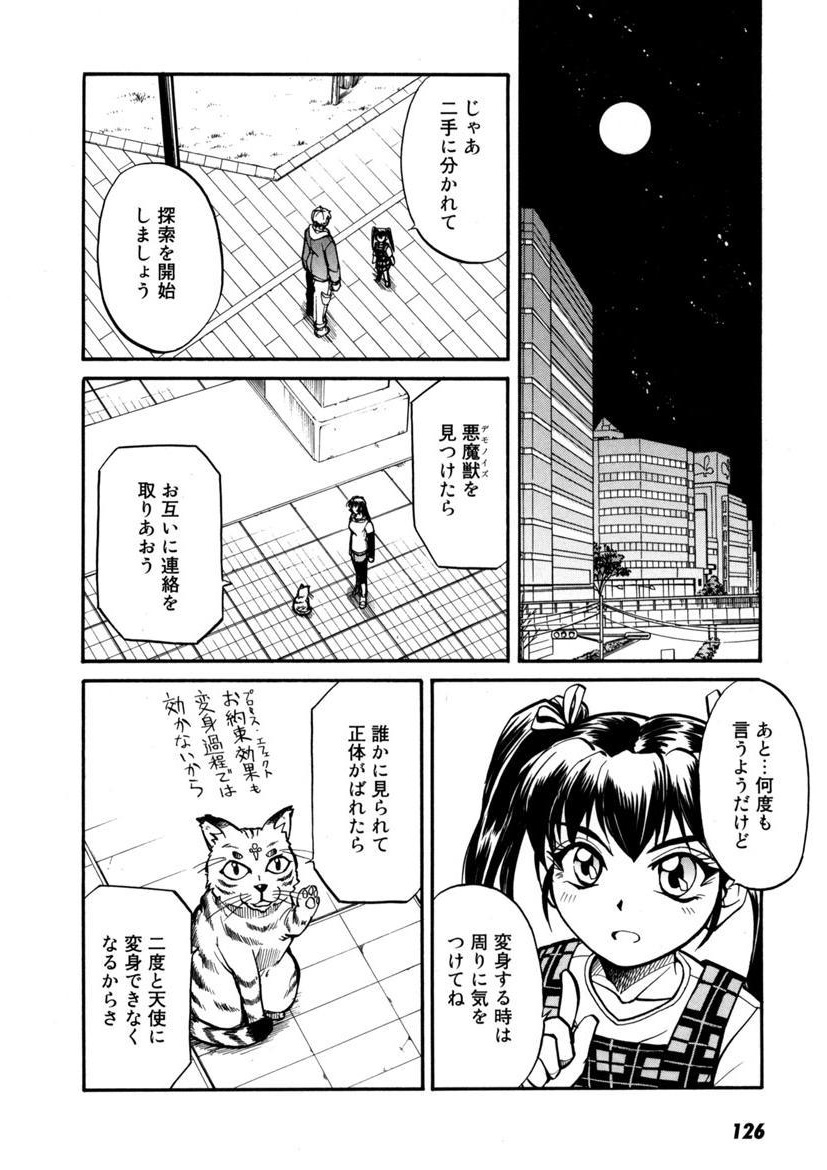 じゃあ
二手に分かれて
探索を開始
しましょう
デモノイズ
悪魔獣を
見つけたら
お互いに連絡を
取りあおう
あと…何度も
言うようだけど
変身する時は
周りに気を
つけてね
誰かに見られて
正体がばれたら
プロミス・エフェクト
お約束効果も
変身過程では
効かないから
二度と天使に
変身できなく
なるからさ
126